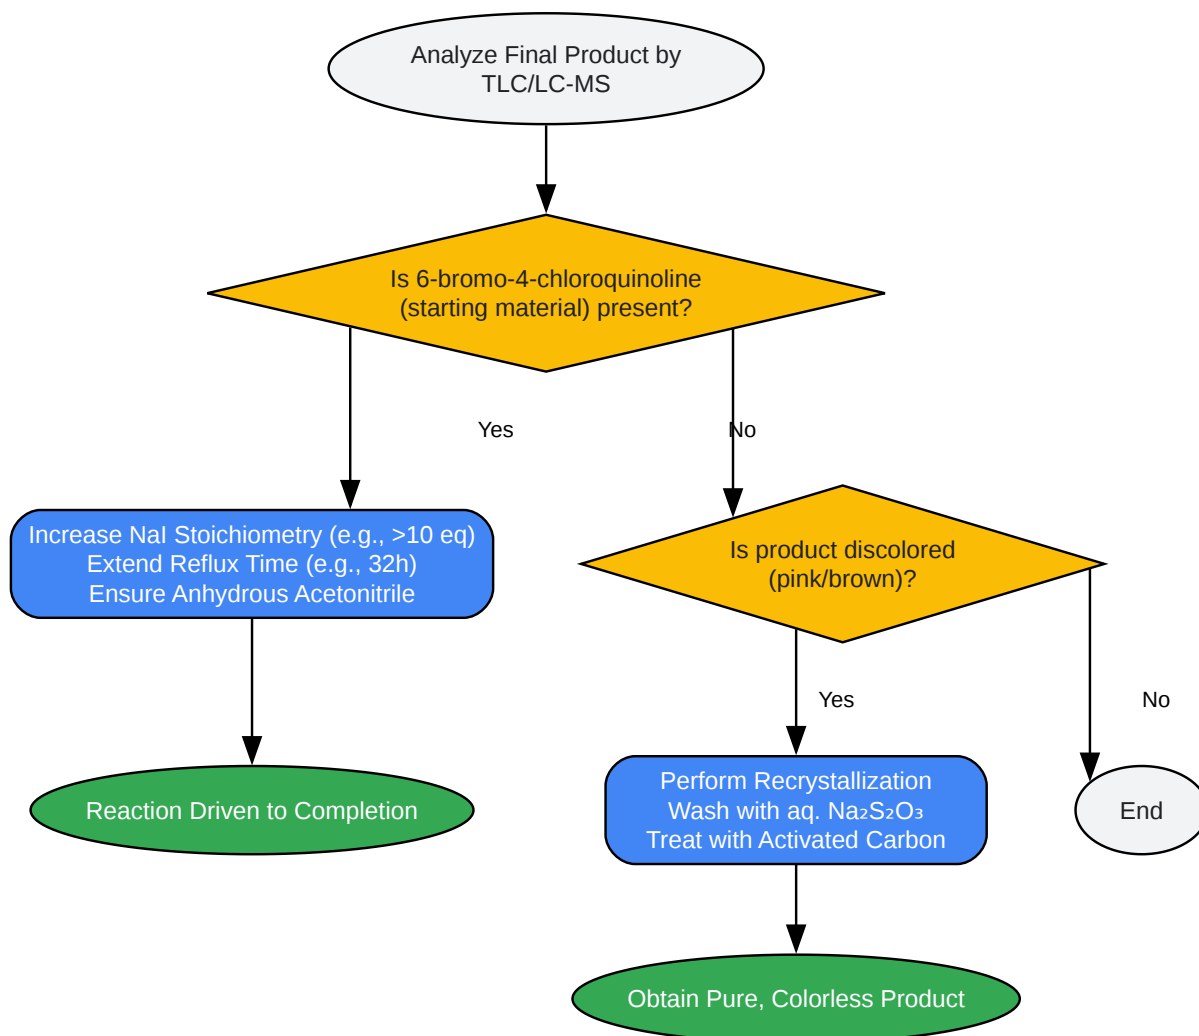 Analyze Final Product by
TLC/LC-MS
Is 6-bromo-4-chloroquinoline
(starting material) present?
Yes
No
Increase NaI Stoichiometry (e.g., >10 eq)
Extend Reflux Time (e.g., 32h)
Ensure Anhydrous Acetonitrile
Is product discolored
(pink/brown)?
Yes
No
Reaction Driven to Completion
Perform Recrystallization
Wash with aq. Na₂S₂O₃
Treat with Activated Carbon
End
Obtain Pure, Colorless Product